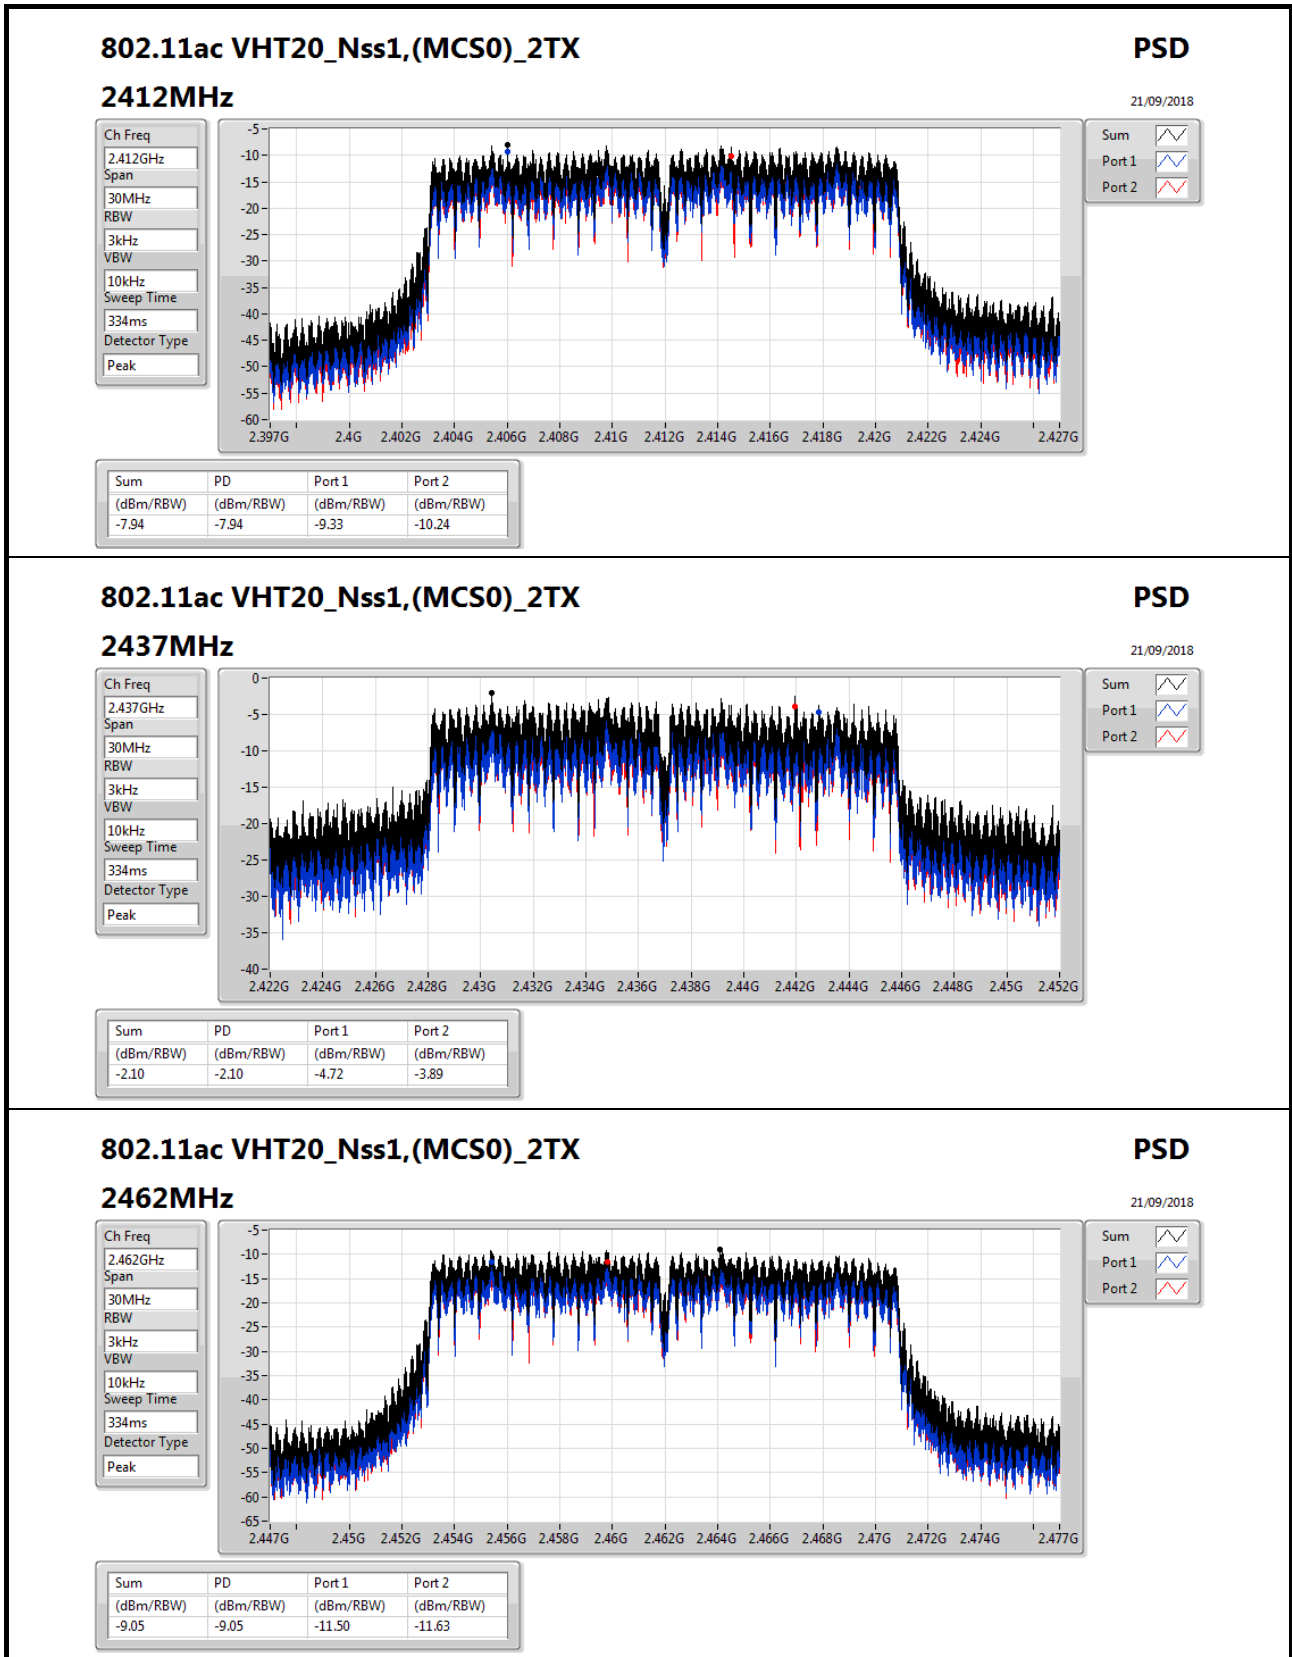 802.11ac VHT20_Nss1,(MCS0)_2TX PSD
2412MHz 21/09/2018
Ch Freq
2.412GHz
Span
30MHz
RBW
3kHz
VBW
10kHz
Sweep Time
334ms
Detector Type
Peak
-5
-10
-15
-20
-25
-30
-35
-40
-45
-50
-55
-60
2.397G 2.4G 2.402G 2.404G 2.406G 2.408G 2.41G 2.412G 2.414G 2.416G 2.418G 2.42G 2.422G 2.424G 2.427G
Sum
Port 1
Port 2
Sum PD Port 1 Port 2
(dBm/RBW) (dBm/RBW) (dBm/RBW) (dBm/RBW)
-7.94 -7.94 -9.33 -10.24
802.11ac VHT20_Nss1,(MCS0)_2TX PSD
2437MHz 21/09/2018
Ch Freq
2.437GHz
Span
30MHz
RBW
3kHz
VBW
10kHz
Sweep Time
334ms
Detector Type
Peak
0
-5
-10
-15
-20
-25
-30
-35
-40
2.422G 2.424G 2.426G 2.428G 2.43G 2.432G 2.434G 2.436G 2.438G 2.44G 2.442G 2.444G 2.446G 2.448G 2.45G 2.452G
Sum
Port 1
Port 2
Sum PD Port 1 Port 2
(dBm/RBW) (dBm/RBW) (dBm/RBW) (dBm/RBW)
-2.10 -2.10 -4.72 -3.89
802.11ac VHT20_Nss1,(MCS0)_2TX PSD
2462MHz 21/09/2018
Ch Freq
2.462GHz
Span
30MHz
RBW
3kHz
VBW
10kHz
Sweep Time
334ms
Detector Type
Peak
-5
-10
-15
-20
-25
-30
-35
-40
-45
-50
-55
-60
-65
2.447G 2.45G 2.452G 2.454G 2.456G 2.458G 2.46G 2.462G 2.464G 2.466G 2.468G 2.47G 2.472G 2.474G 2.477G
Sum
Port 1
Port 2
Sum PD Port 1 Port 2
(dBm/RBW) (dBm/RBW) (dBm/RBW) (dBm/RBW)
-9.05 -9.05 -11.50 -11.63